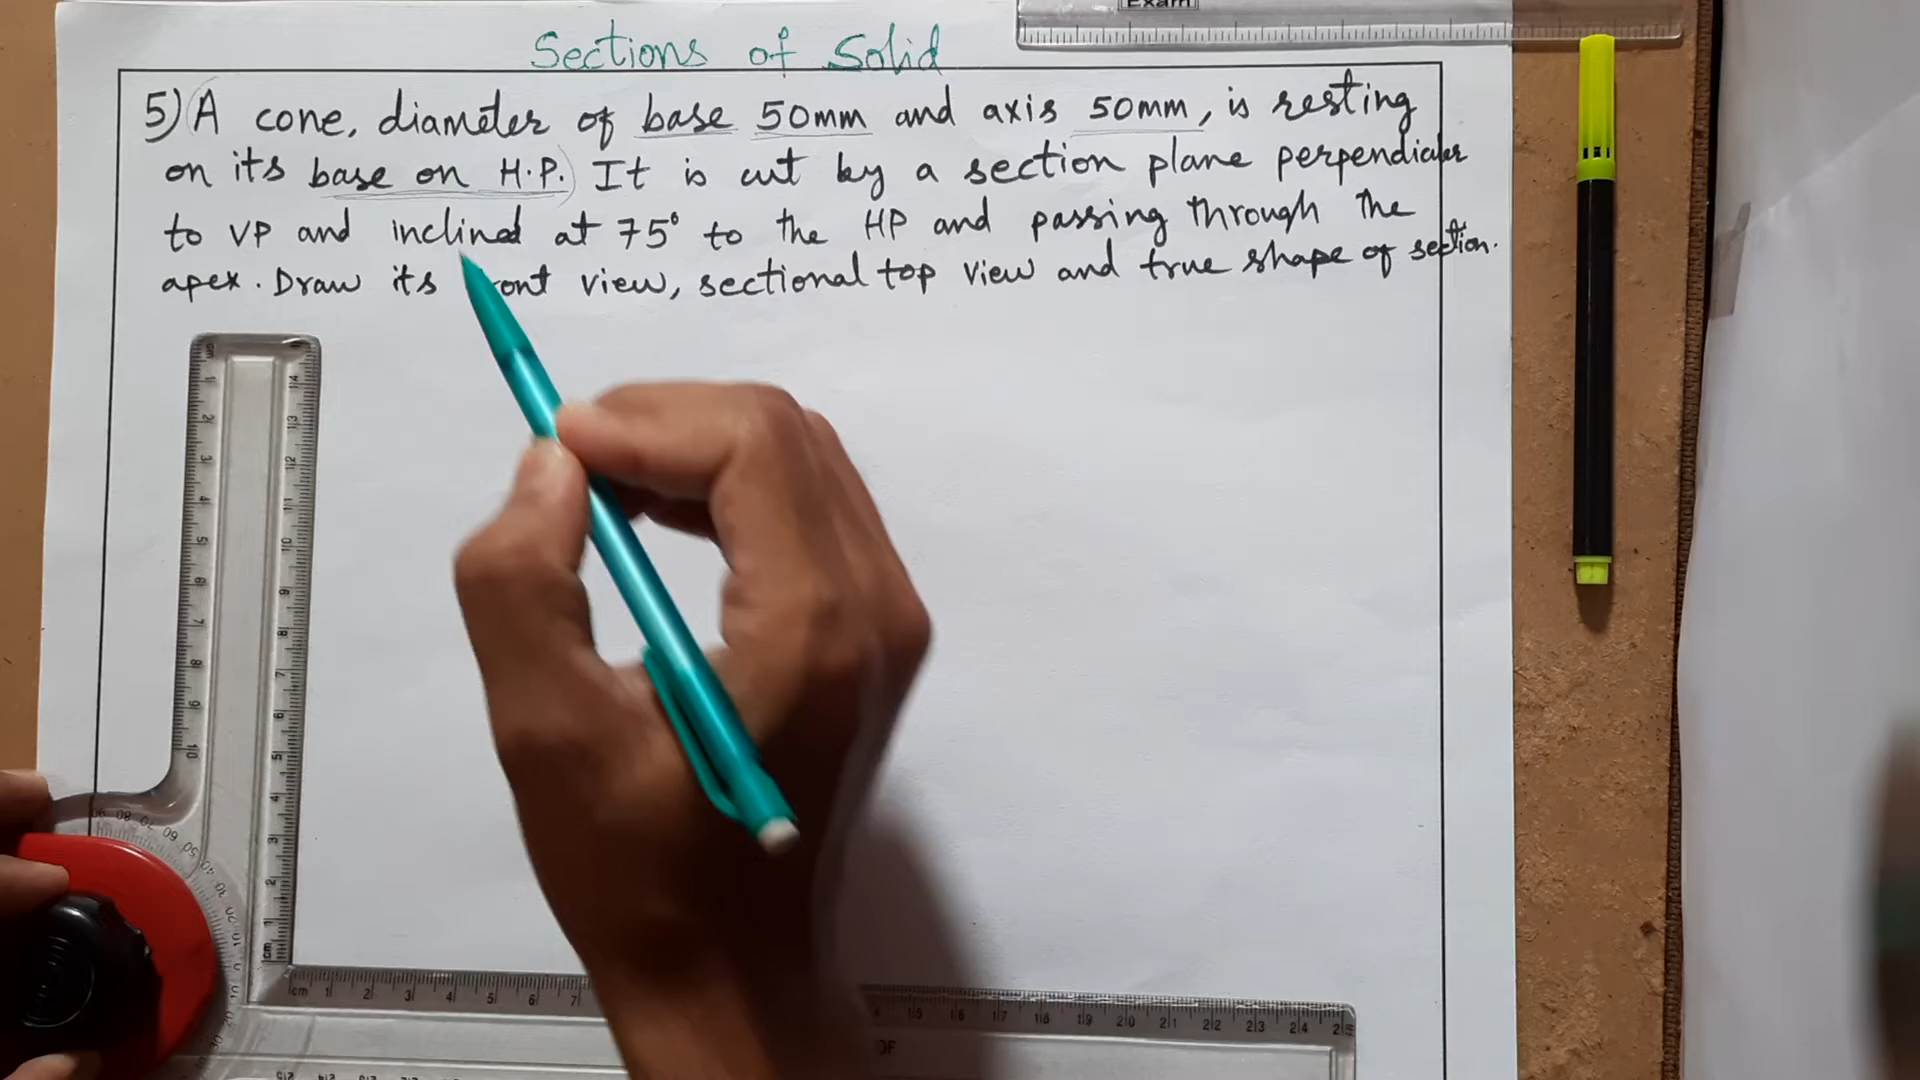 Exam
Sections of Solid
5) A cone, diameter of base 50mm and axis 50mm, is resting
on its base on H.P. It is cut by a section plane perpendicular
to VP and inclined at 75° to the HP and passing through the
apex. Draw its ront view, sectional top view and true shape of section.